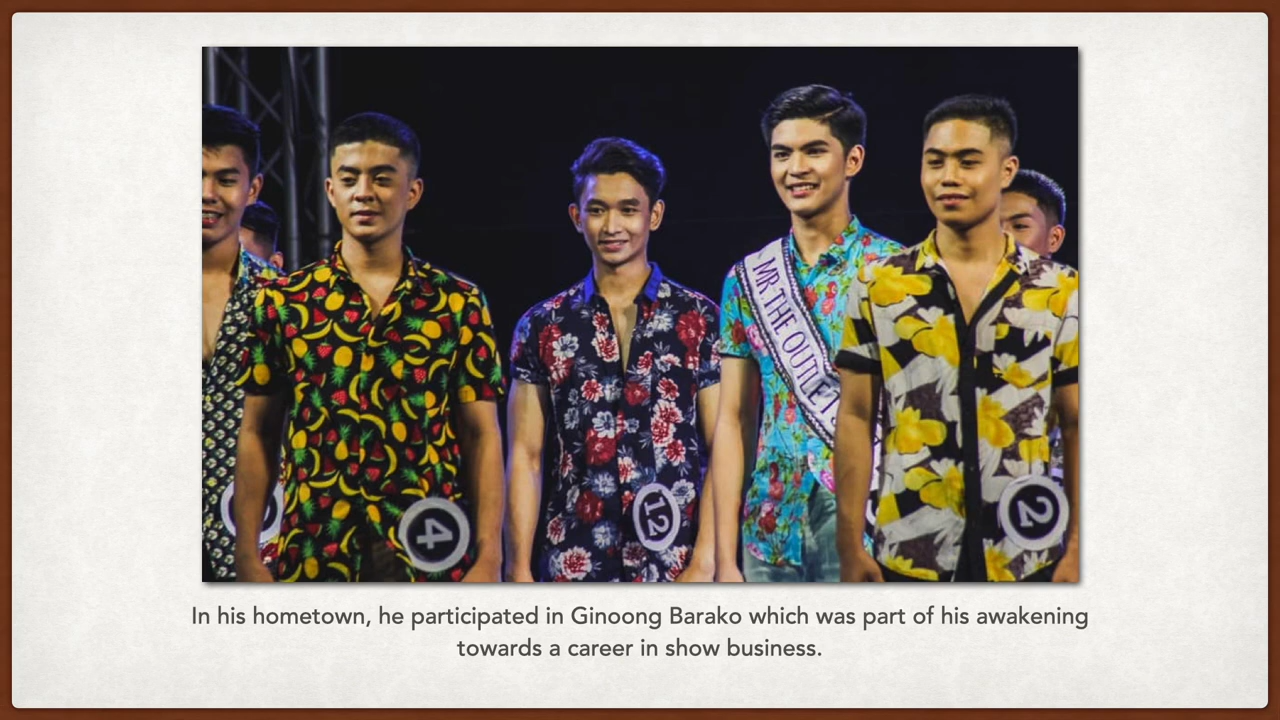 MR. THE OUTLET
4
12
2
In his hometown, he participated in Ginoong Barako which was part of his awakening
towards a career in show business.